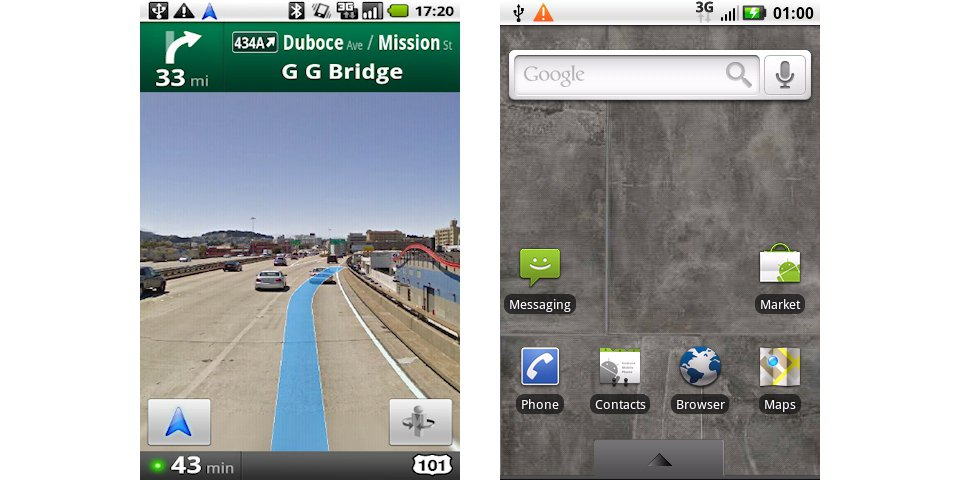 17:20
434A Duboce Ave / Mission St
33 mi
G G Bridge
43 min
101
3G 01:00
Google
Messaging
Market
Phone
Contacts
Browser
Maps